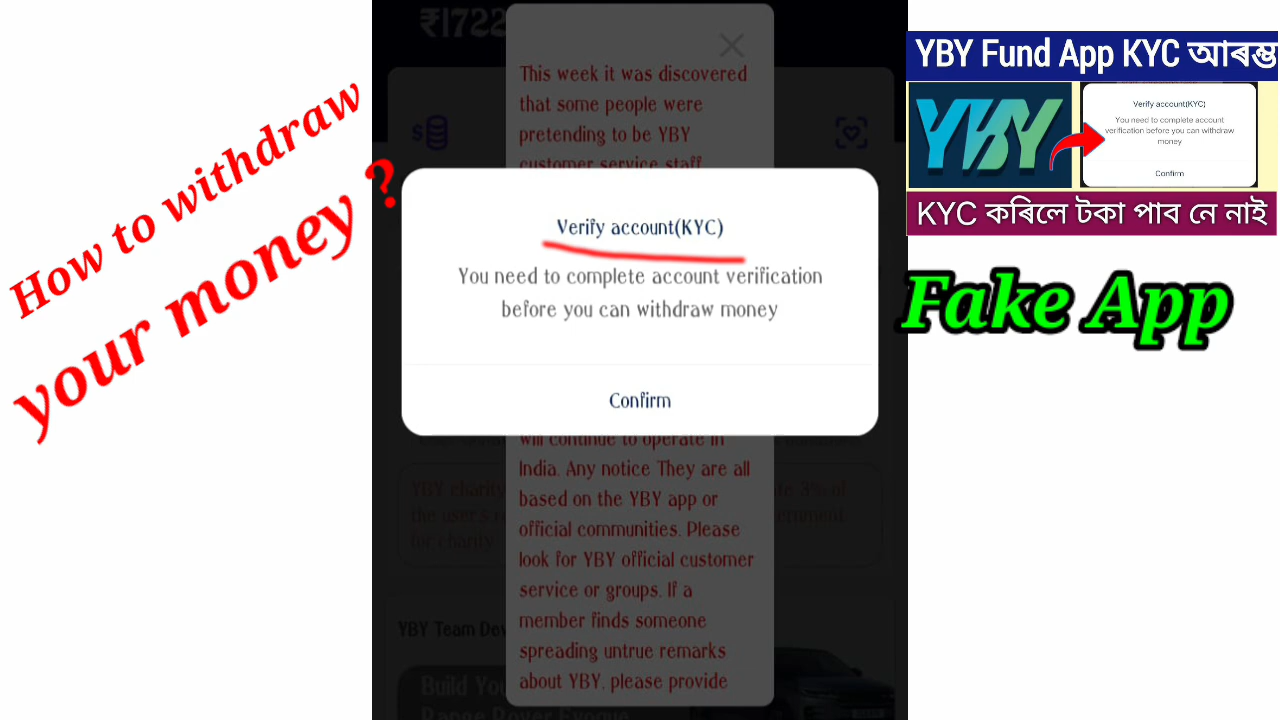 How to withdraw
your money ?
₹1722
This week it was discovered
that some people were
pretending to be YBY
customer service staff
Verify account(KYC)
You need to complete account verification
before you can withdraw money
Confirm
will continue to operate in
India. Any notice They are all
based on the YBY app or
official communities. Please
look for YBY official customer
service or groups. If a
member finds someone
spreading untrue remarks
about YBY, please provide
YBY charity
the user's
for charity
YBY Team Dev
Build You
Range Rover Evoque
YBY Fund App KYC আৰম্ভ
YBY
Verify account(KYC)
You need to complete account
verification before you can withdraw
money
Confirm
KYC কৰিলে টকা পাব নে নাই
Fake App